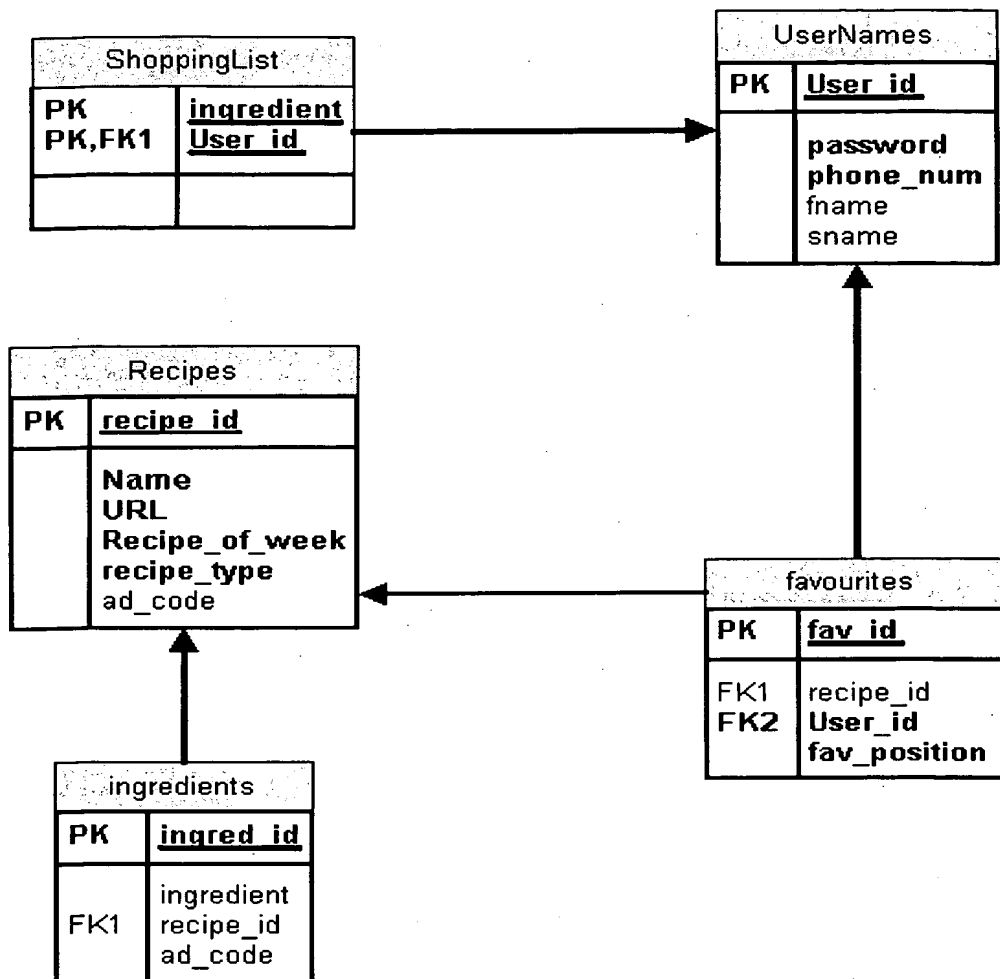 ShoppingList
PK ingredient
PK,FK1 User_id
UserNames
PK User_id
password
phone_num
fname
sname
Recipes
PK recipe_id
Name
URL
Recipe_of_week
recipe_type
ad_code
favourites
PK fav_id
FK1 recipe_id
FK2 User_id
fav_position
ingredients
PK ingred_id
ingredient
FK1 recipe_id
ad_code